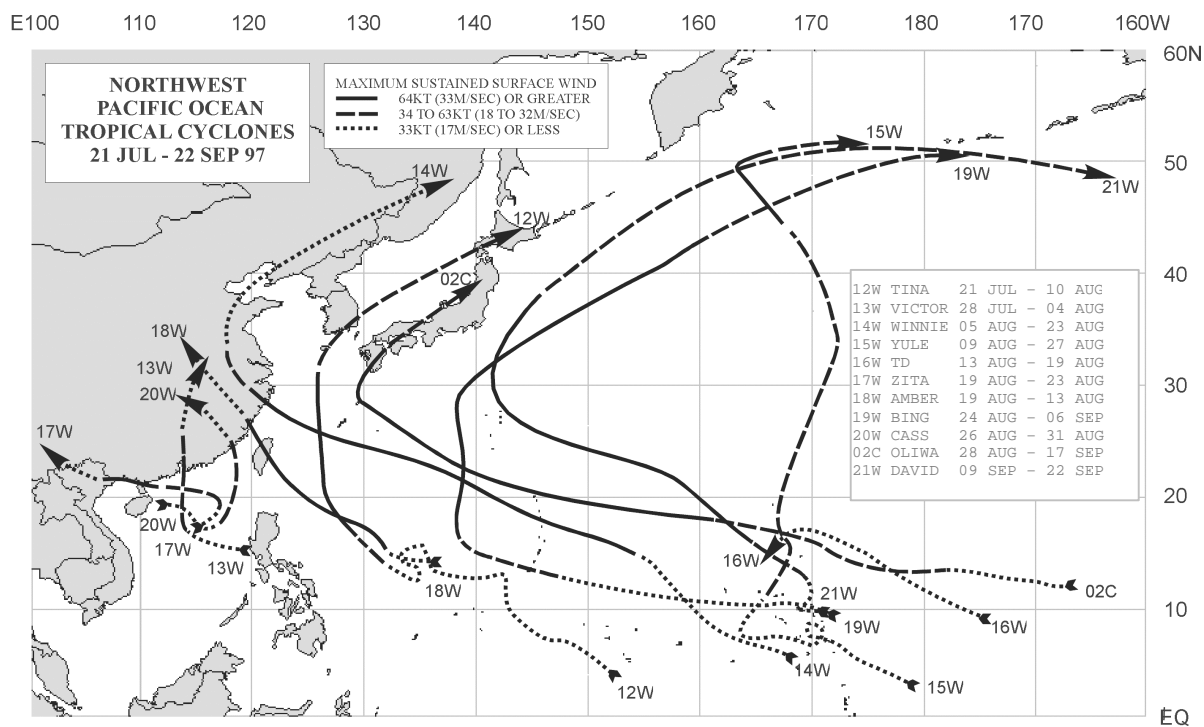 E100 110 120 130 140 150 160 170 180 170 160W
60N
NORTHWEST
PACIFIC OCEAN
TROPICAL CYCLONES
21 JUL - 22 SEP 97
MAXIMUM SUSTAINED SURFACE WIND
64KT (33M/SEC) OR GREATER
34 TO 63KT (18 TO 32M/SEC)
33KT (17M/SEC) OR LESS
15W
50
14W
19W
21W
12W
02C
40
12W TINA 21 JUL - 10 AUG
13W VICTOR 28 JUL - 04 AUG
14W WINNIE 05 AUG - 23 AUG
15W YULE 09 AUG - 27 AUG
16W TD 13 AUG - 19 AUG
17W ZITA 19 AUG - 23 AUG
18W AMBER 19 AUG - 13 AUG
19W BING 24 AUG - 06 SEP
20W CASS 26 AUG - 31 AUG
02C OLIWA 28 AUG - 17 SEP
21W DAVID 09 SEP - 22 SEP
18W
13W
30
20W
17W
20
20W
17W
13W
16W
18W
21W
02C
10
19W
16W
14W
12W
15W
EQ